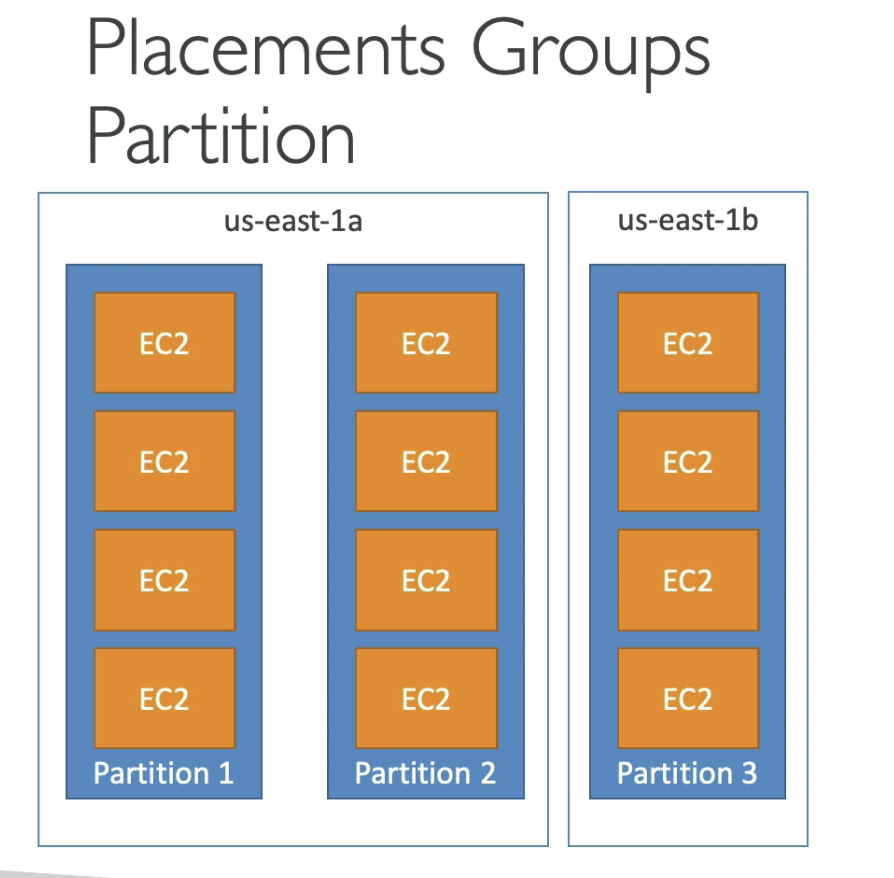 Placements Groups
Partition
us-east-1a
EC2
EC2
EC2
EC2
Partition 1
EC2
EC2
EC2
EC2
Partition 2
us-east-1b
EC2
EC2
EC2
EC2
Partition 3